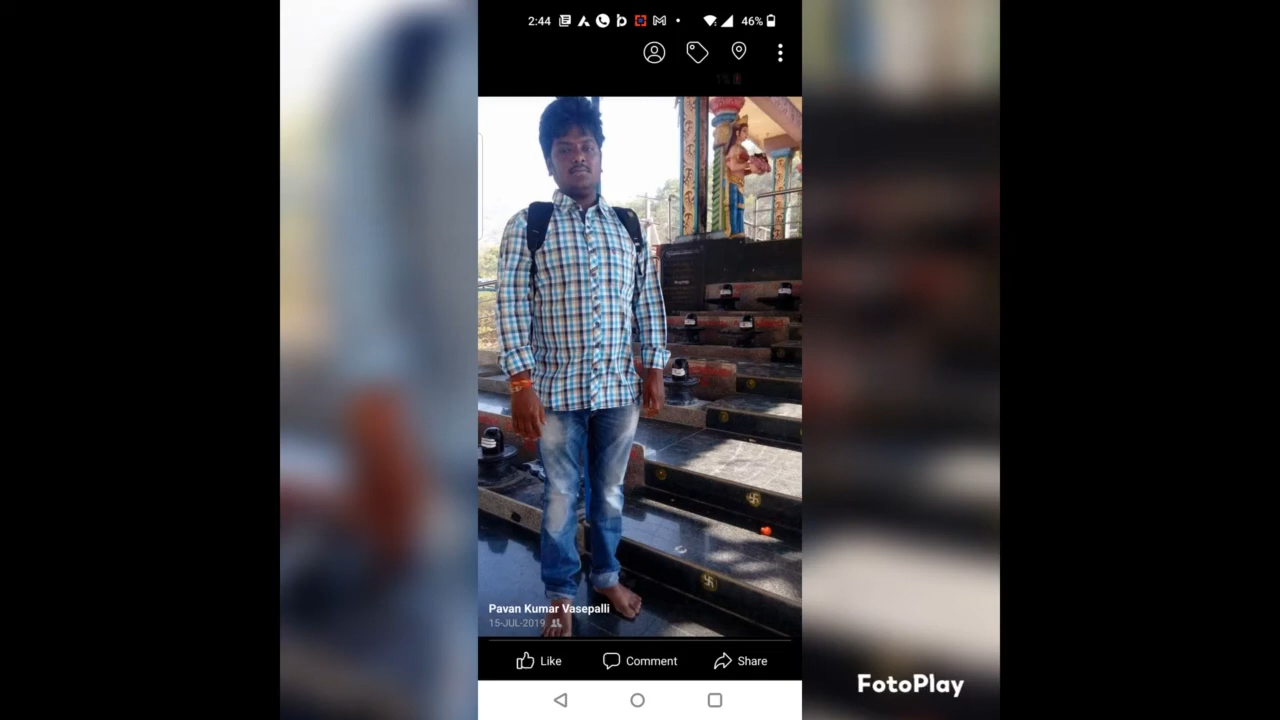 2:44
46%
Pavan Kumar Vasepalli
15-JUL-2019
Like Comment Share
FotoPlay